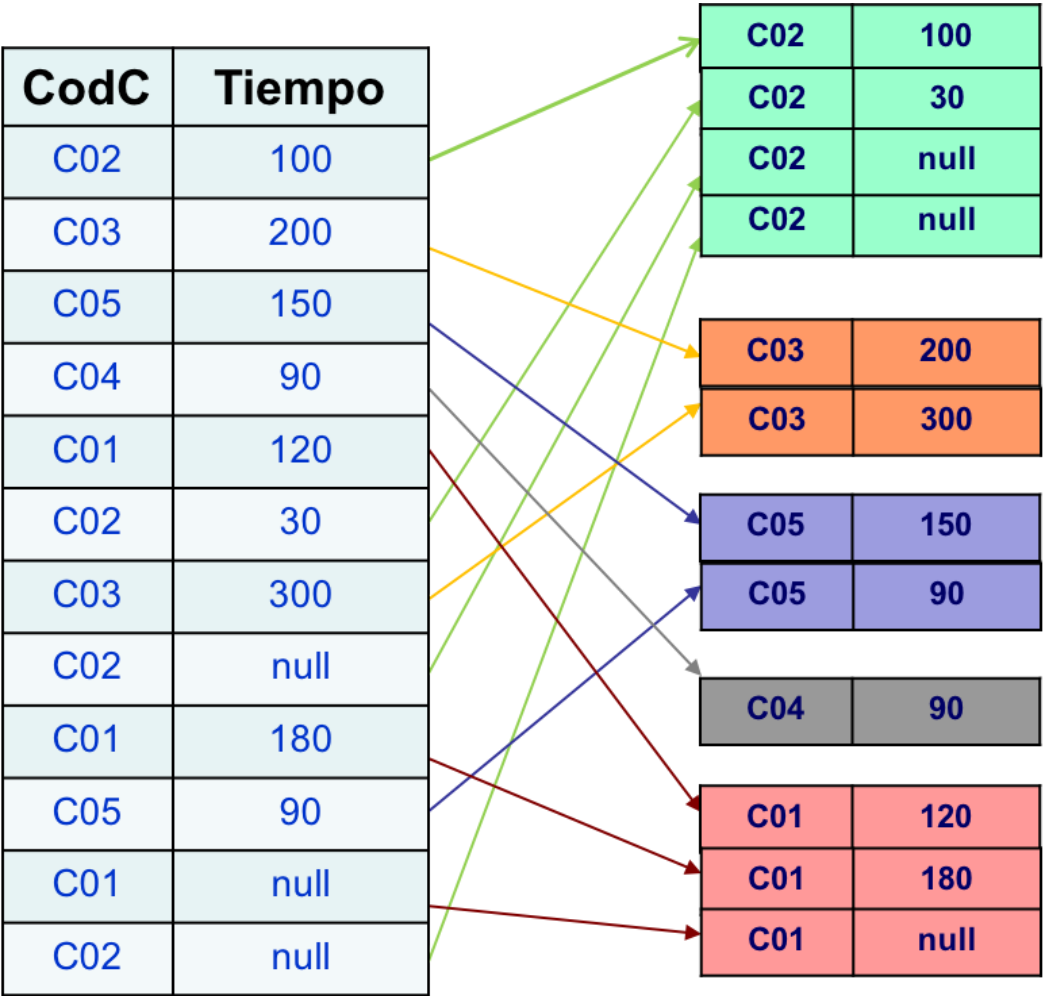 CodC Tiempo
C02 100
C03 200
C05 150
C04 90
C01 120
C02 30
C03 300
C02 null
C01 180
C05 90
C01 null
C02 null
C02 100
C02 30
C02 null
C02 null
C03 200
C03 300
C05 150
C05 90
C04 90
C01 120
C01 180
C01 null